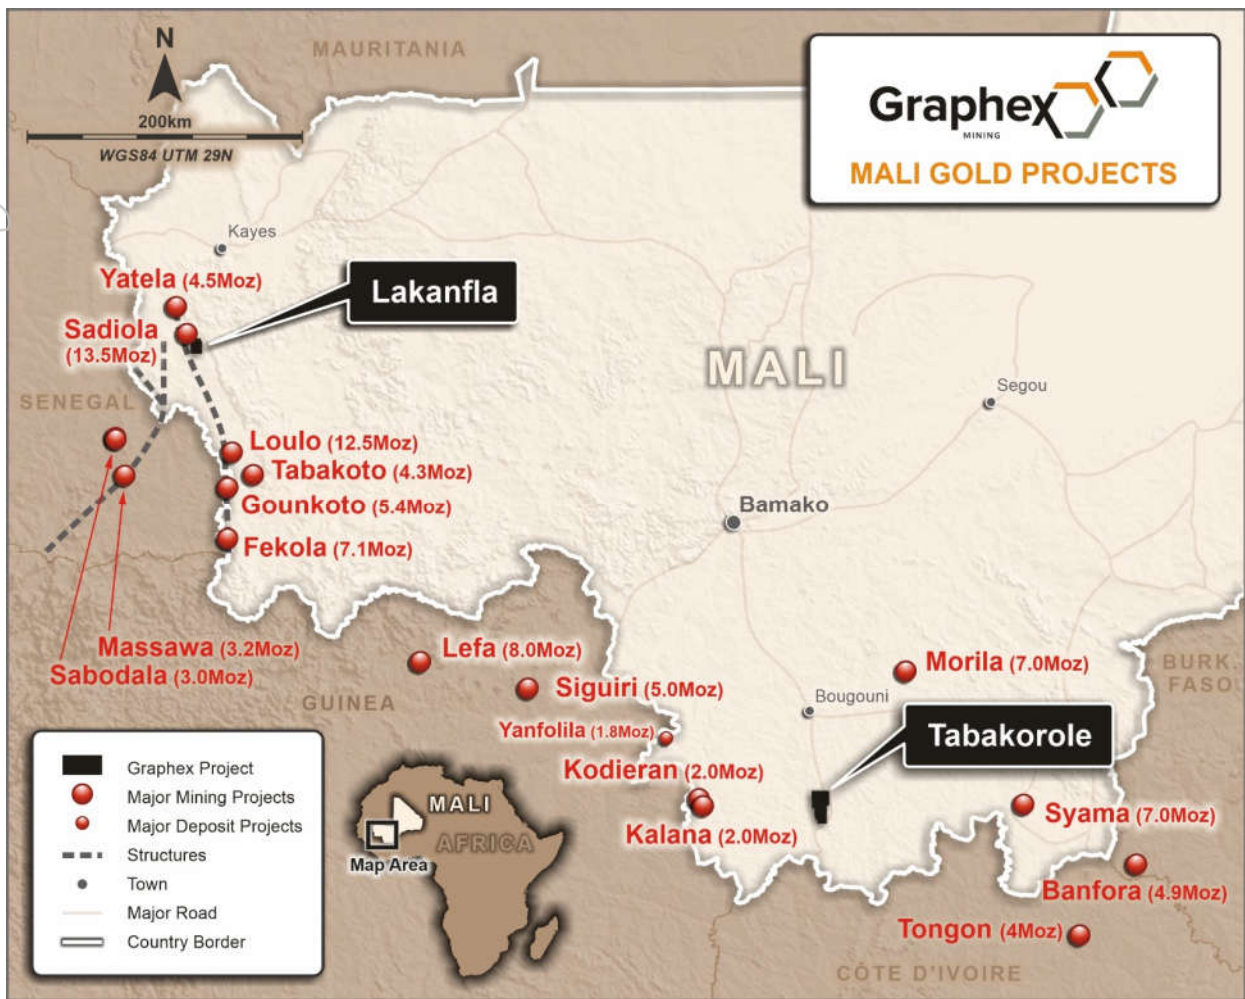 N
200km
WGS84 UTM 29N
MAURITANIA
Graphex
MINING
MALI GOLD PROJECTS
Kayes
Yatela (4.5Moz)
Lakanfla
Sadiola
(13.5Moz)
MALI
SENEGAL
Segou
Loulo (12.5Moz)
Tabakoto (4.3Moz)
Gounkoto (5.4Moz)
Bamako
Fekola (7.1Moz)
Massawa (3.2Moz)
Sabodala (3.0Moz)
Lefa (8.0Moz)
Morila (7.0Moz)
BURK.
FASO
Siguiri (5.0Moz)
GUINEA
Bougouni
Yanfolila (1.8Moz)
Tabakorole
Kodieran (2.0Moz)
Kalana (2.0Moz)
Syama (7.0Moz)
Banfora (4.9Moz)
Tongon (4Moz)
CÔTE D'IVOIRE
Graphex Project
Major Mining Projects
Major Deposit Projects
Structures
Town
Major Road
Country Border
MALI
AFRICA
Map Area